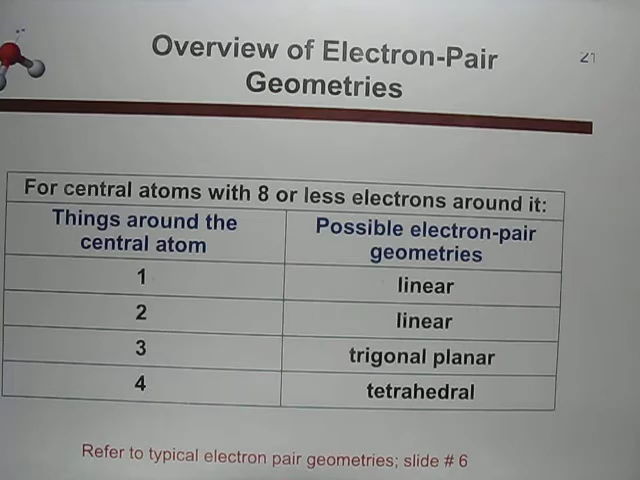 Overview of Electron-Pair
Geometries
21
For central atoms with 8 or less electrons around it:
Things around the
central atom
Possible electron-pair
geometries
1
linear
2
linear
3
trigonal planar
4
tetrahedral
Refer to typical electron pair geometries; slide # 6